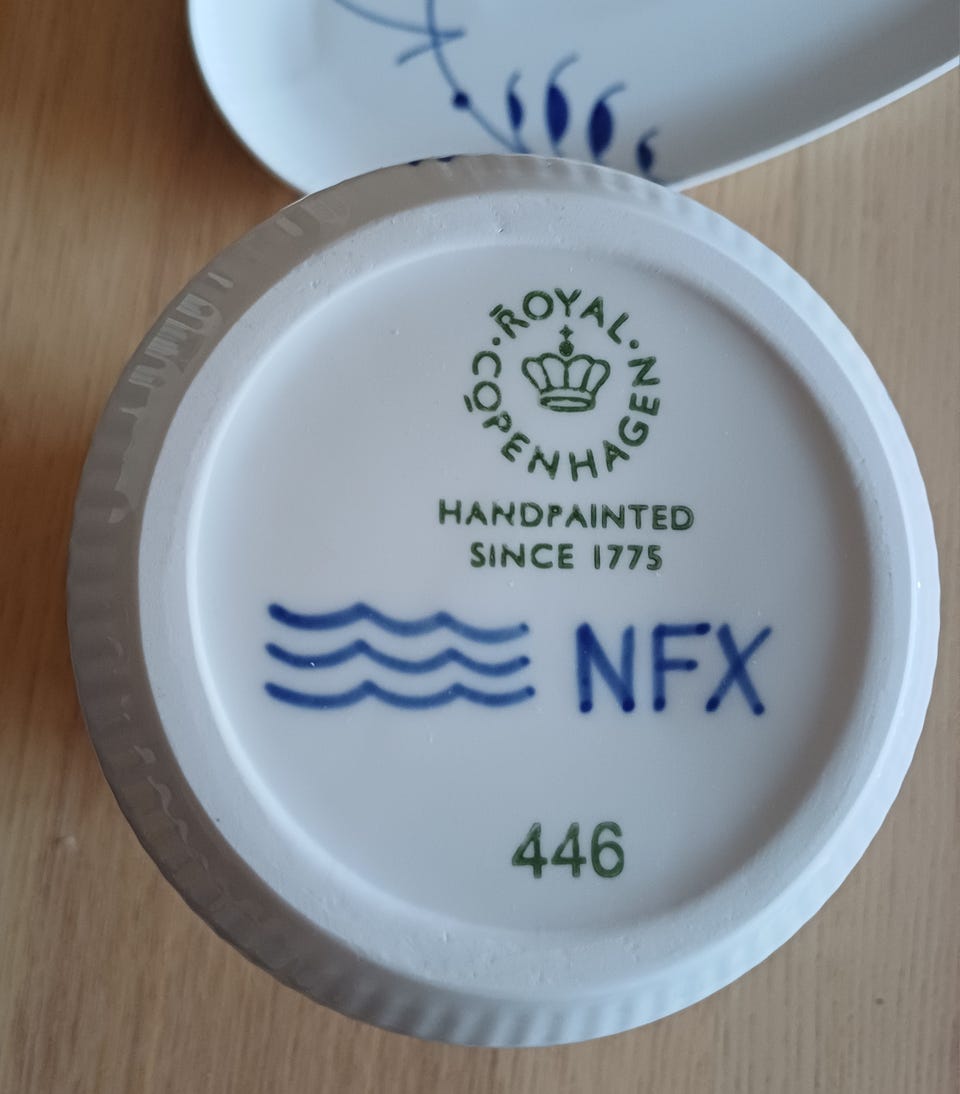 ROYAL · COPENHAGEN ·
HANDPAINTED
SINCE 1775
NFX
446